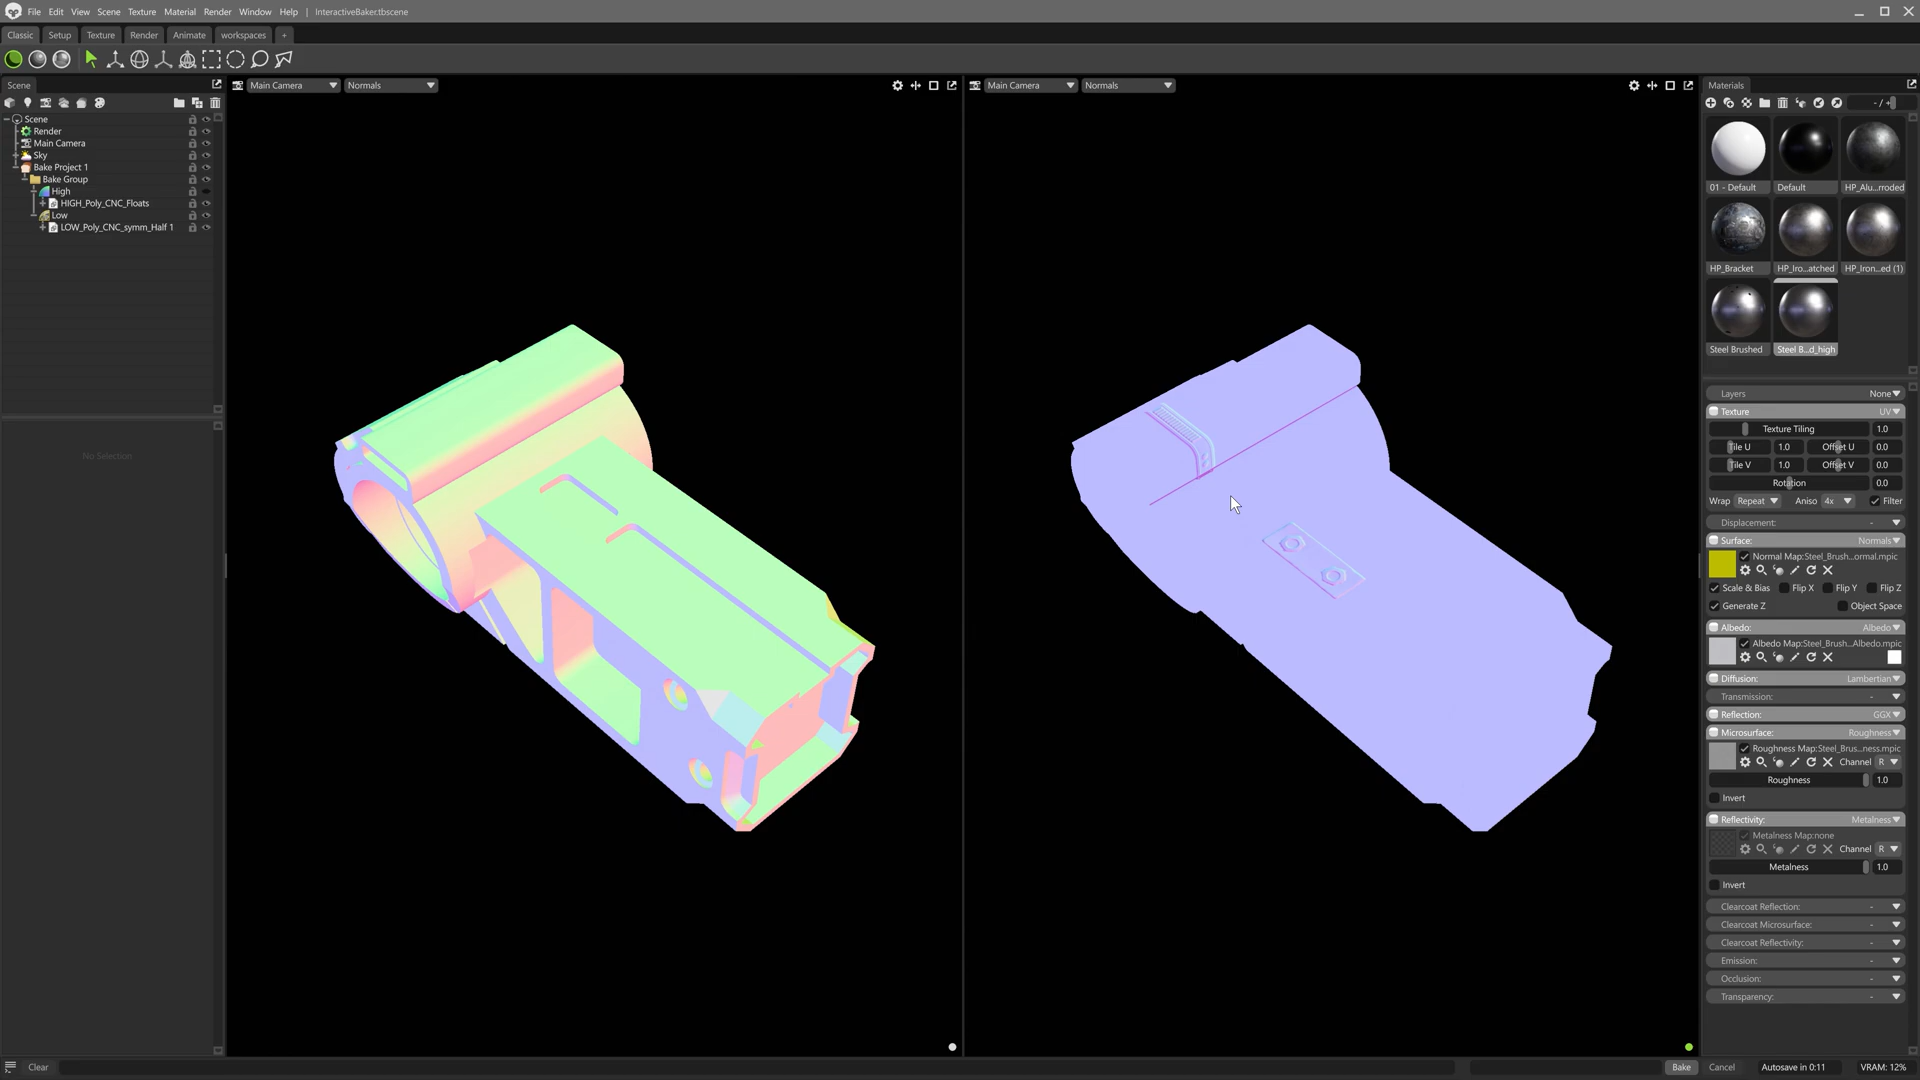 File Edit View Scene Texture Material Render Window Help | InteractiveBaker.tbscene
Classic Setup Texture Render Animate workspaces +
Scene
Main Camera Normals
Main Camera Normals
Materials
- / +
Scene
Render
Main Camera
Sky
Bake Project 1
Bake Group
High
HIGH_Poly_CNC_Floats
Low
LOW_Poly_CNC_symm_Half 1
No Selection
01 - Default Default HP_Alu...rroded
HP_Bracket HP_Iro...atched HP_Iron...ed (1)
Steel Brushed Steel B...d_high
Layers None
Texture UV
Texture Tiling 1.0
Tile U 1.0 Offset U 0.0
Tile V 1.0 Offset V 0.0
Rotation 0.0
Wrap Repeat Aniso 4x Filter
Displacement: -
Surface: Normals
Normal Map:Steel_Brush...ormal.mpic
Scale & Bias Flip X Flip Y Flip Z
Generate Z Object Space
Albedo: Albedo
Albedo Map:Steel_Brush...Albedo.mpic
Diffusion: Lambertian
Transmission: -
Reflection: GGX
Microsurface: Roughness
Roughness Map:Steel_Brus...ness.mpic
Channel R
Roughness 1.0
Invert
Reflectivity: Metalness
Metalness Map:none
Channel R
Metalness 1.0
Invert
Clearcoat Reflection: -
Clearcoat Microsurface: -
Clearcoat Reflectivity: -
Emission: -
Occlusion: -
Transparency: -
Clear Bake Cancel Autosave in 0:11 VRAM: 12%